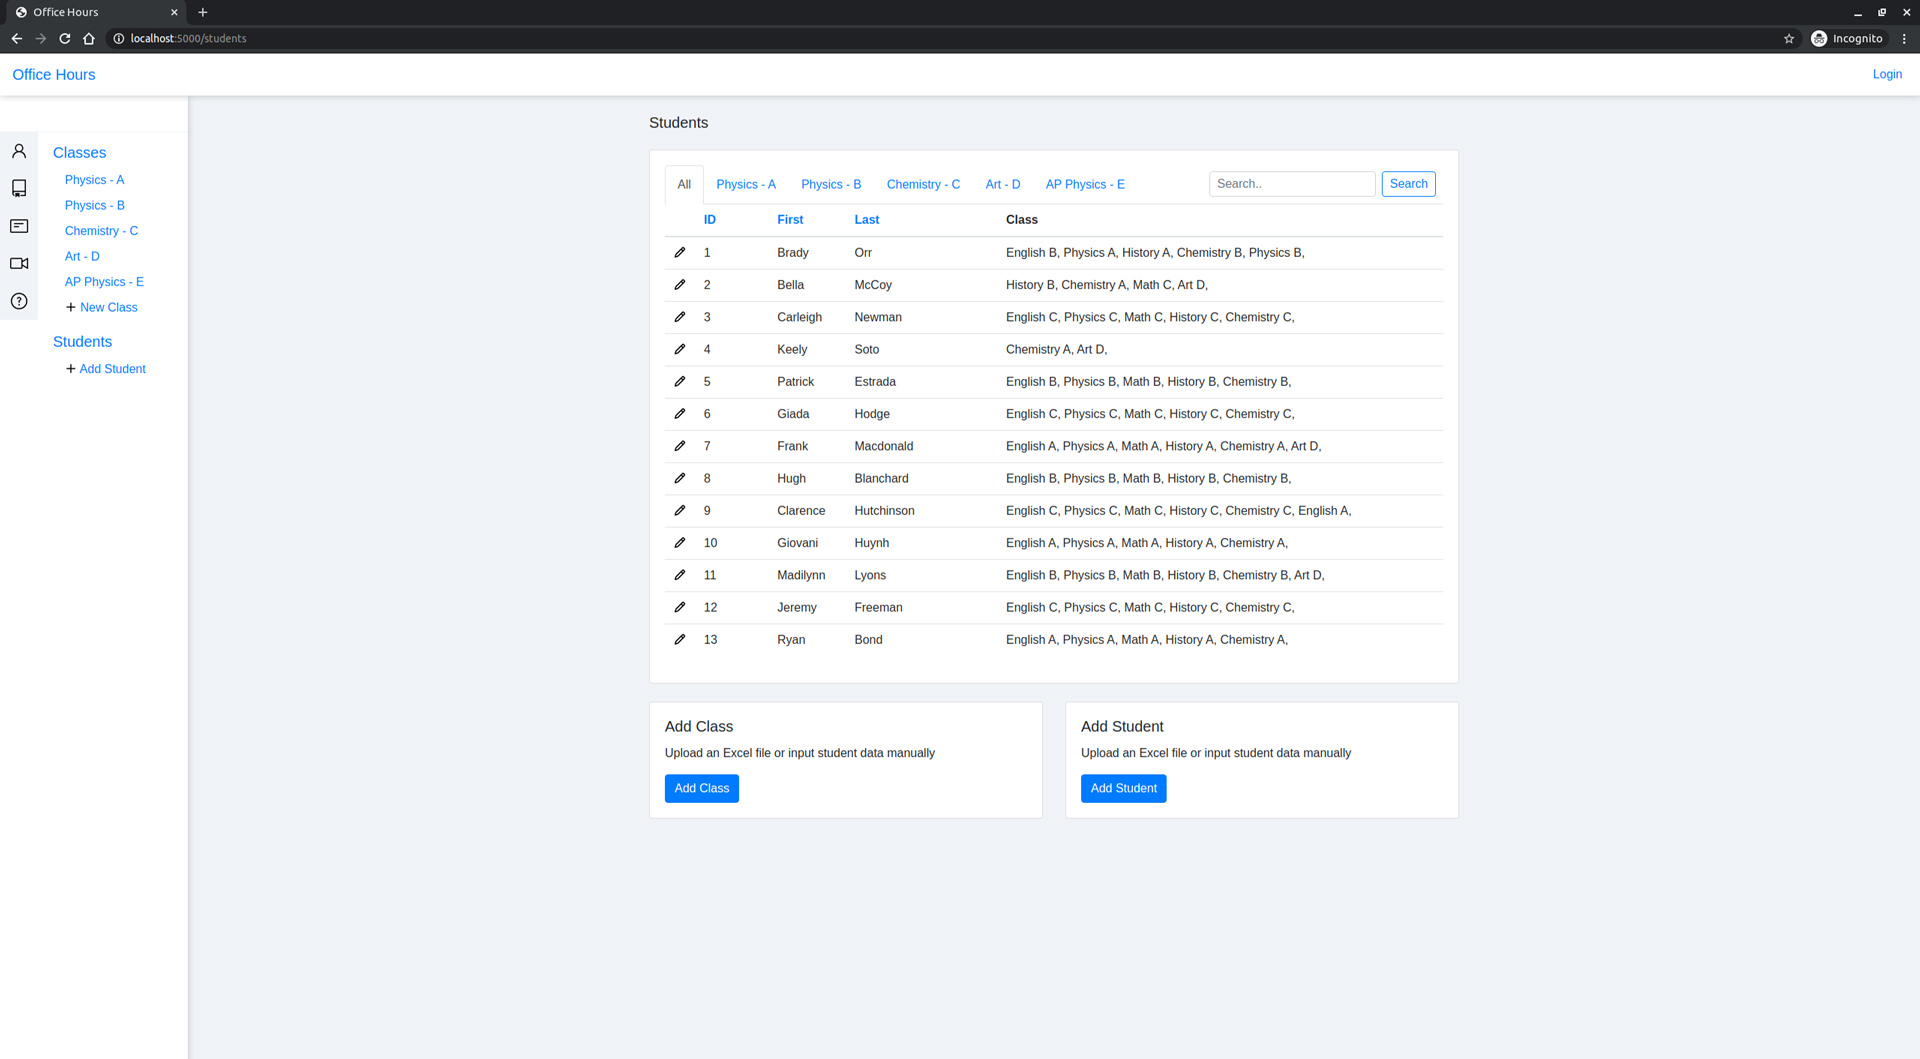 Office Hours
localhost:5000/students
Incognito
Office Hours
Login
Classes
Physics - A
Physics - B
Chemistry - C
Art - D
AP Physics - E
+ New Class
Students
+ Add Student
Students
All Physics - A Physics - B Chemistry - C Art - D AP Physics - E Search.. Search
ID First Last Class
1 Brady Orr English B, Physics A, History A, Chemistry B, Physics B,
2 Bella McCoy History B, Chemistry A, Math C, Art D,
3 Carleigh Newman English C, Physics C, Math C, History C, Chemistry C,
4 Keely Soto Chemistry A, Art D,
5 Patrick Estrada English B, Physics B, Math B, History B, Chemistry B,
6 Giada Hodge English C, Physics C, Math C, History C, Chemistry C,
7 Frank Macdonald English A, Physics A, Math A, History A, Chemistry A, Art D,
8 Hugh Blanchard English B, Physics B, Math B, History B, Chemistry B,
9 Clarence Hutchinson English C, Physics C, Math C, History C, Chemistry C, English A,
10 Giovani Huynh English A, Physics A, Math A, History A, Chemistry A,
11 Madilynn Lyons English B, Physics B, Math B, History B, Chemistry B, Art D,
12 Jeremy Freeman English C, Physics C, Math C, History C, Chemistry C,
13 Ryan Bond English A, Physics A, Math A, History A, Chemistry A,
Add Class
Upload an Excel file or input student data manually
Add Class
Add Student
Upload an Excel file or input student data manually
Add Student